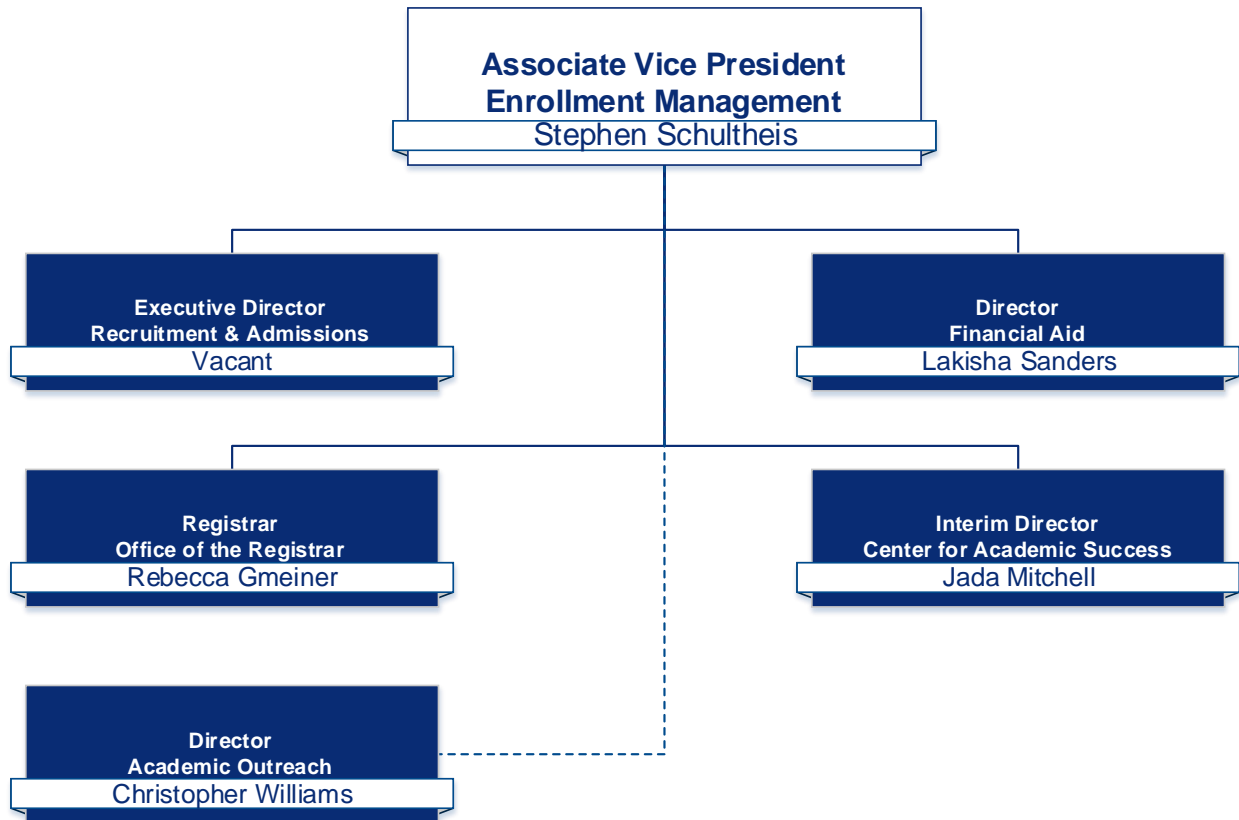 Associate Vice President
Enrollment Management
Stephen Schultheis
Executive Director
Recruitment & Admissions
Vacant
Director
Financial Aid
Lakisha Sanders
Registrar
Office of the Registrar
Rebecca Gmeiner
Interim Director
Center for Academic Success
Jada Mitchell
Director
Academic Outreach
Christopher Williams